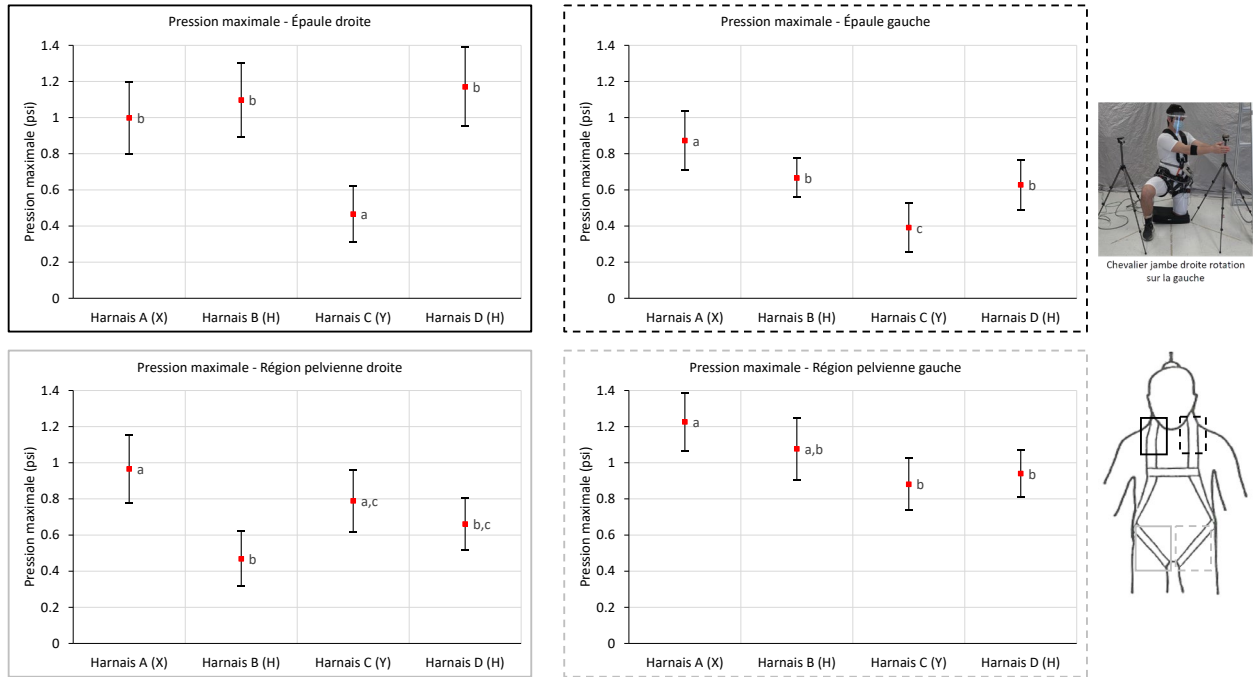 Pression maximale - Épaule droite
Pression maximale (psi)
1.4
1.2
1
0.8
0.6
0.4
0.2
0
b
b
a
b
Harnais A (X) Harnais B (H) Harnais C (Y) Harnais D (H)
Pression maximale - Épaule gauche
Pression maximale (psi)
1.4
1.2
1
0.8
0.6
0.4
0.2
0
a
b
c
b
Harnais A (X) Harnais B (H) Harnais C (Y) Harnais D (H)
Chevalier jambe droite rotation
sur la gauche
Pression maximale - Région pelvienne droite
Pression maximale (psi)
1.4
1.2
1
0.8
0.6
0.4
0.2
0
a
b
a,c
b,c
Harnais A (X) Harnais B (H) Harnais C (Y) Harnais D (H)
Pression maximale - Région pelvienne gauche
Pression maximale (psi)
1.4
1.2
1
0.8
0.6
0.4
0.2
0
a
a,b
b
b
Harnais A (X) Harnais B (H) Harnais C (Y) Harnais D (H)